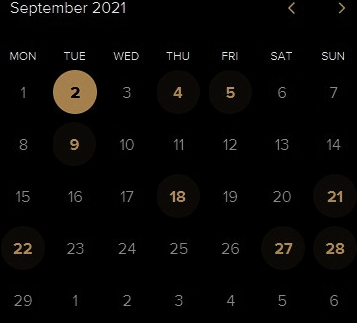 September 2021
MON TUE WED THU FRI SAT SUN
1 2 3 4 5 6 7
8 9 10 11 12 13 14
15 16 17 18 19 20 21
22 23 24 25 26 27 28
29 1 2 3 4 5 6